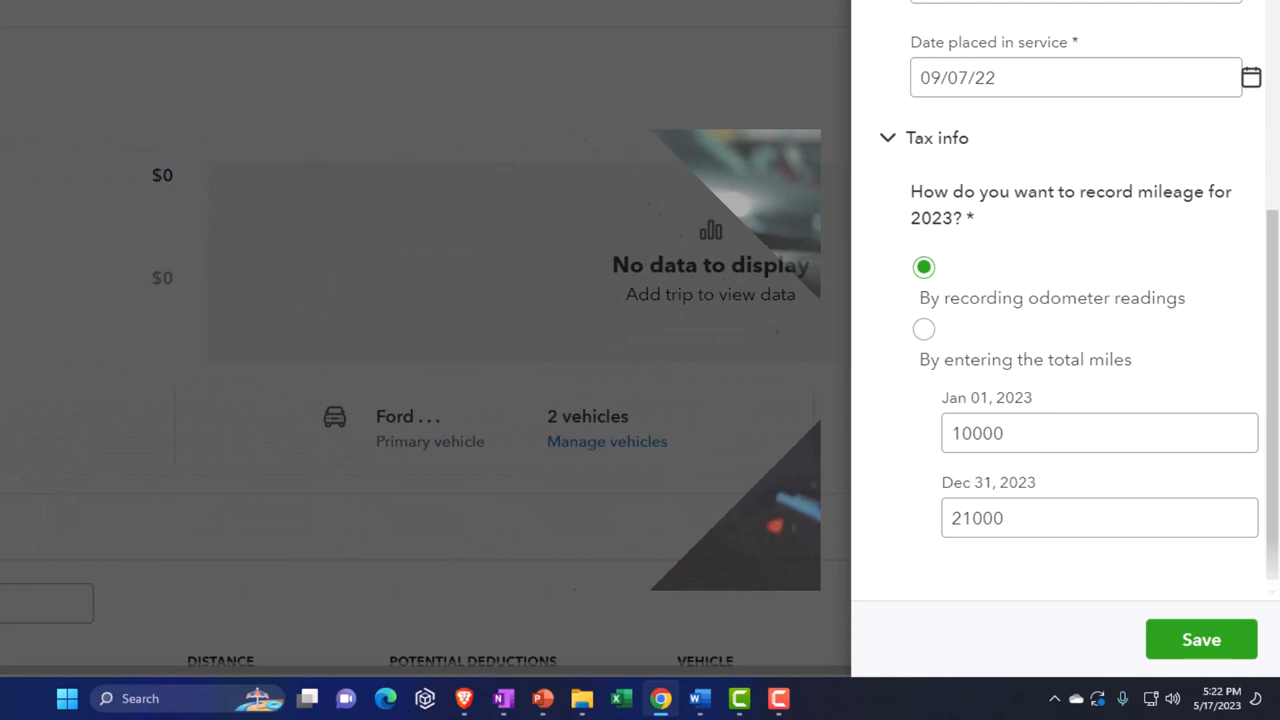 Date placed in service *
09/07/22
Tax info
How do you want to record mileage for
2023? *
By recording odometer readings
By entering the total miles
Jan 01, 2023
10000
Dec 31, 2023
21000
Save
$0
$0
No data to display
Add trip to view data
Ford . . .
Primary vehicle
2 vehicles
Manage vehicles
DISTANCE
POTENTIAL DEDUCTIONS
VEHICLE
Search
5:22 PM
5/17/2023